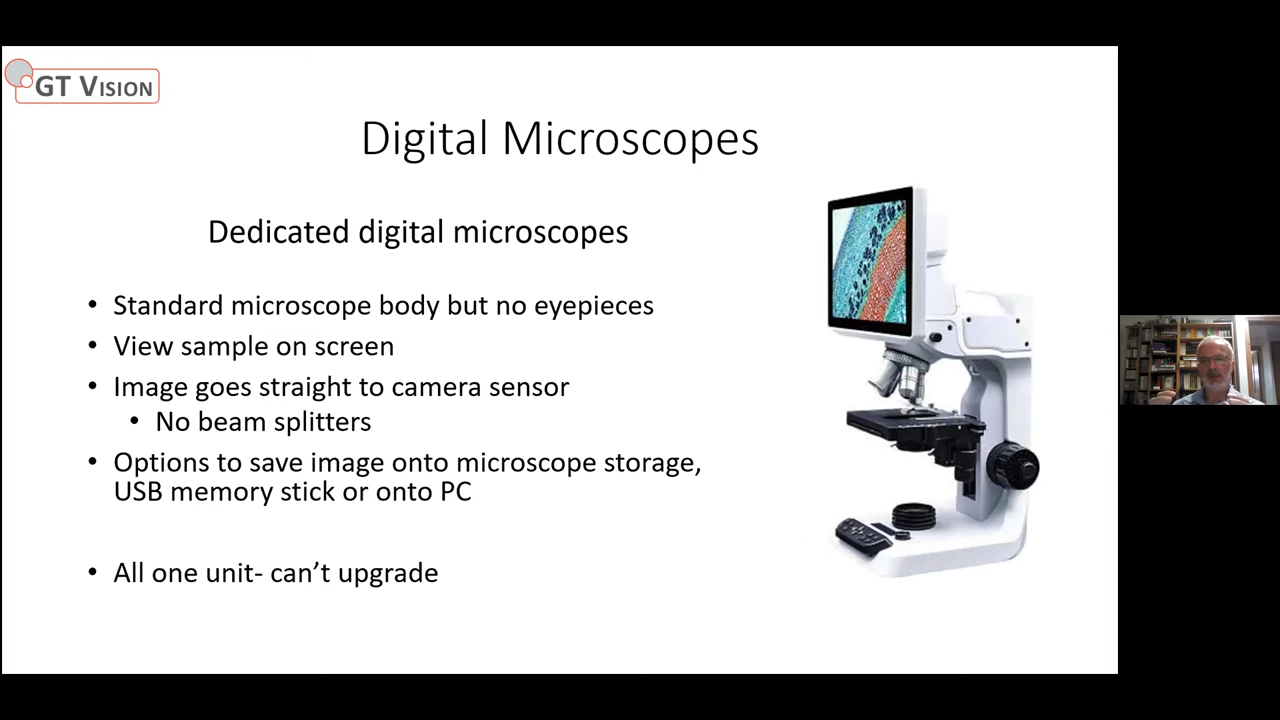 GT VISION
Digital Microscopes
Dedicated digital microscopes
• Standard microscope body but no eyepieces
• View sample on screen
• Image goes straight to camera sensor
• No beam splitters
• Options to save image onto microscope storage,
USB memory stick or onto PC
• All one unit- can’t upgrade